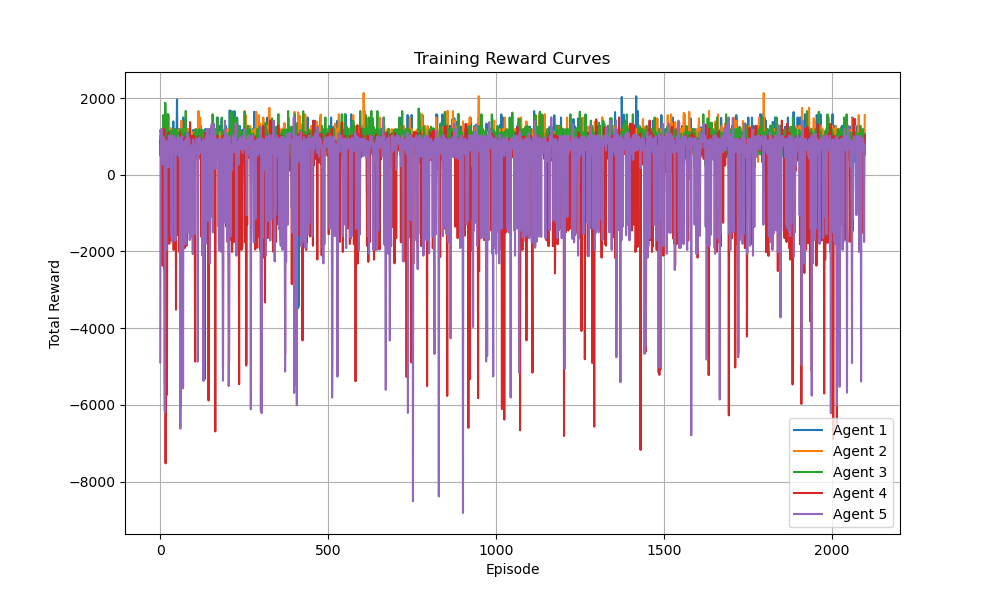 Training Reward Curves
Total Reward
2000
0
−2000
−4000
−6000
−8000
0
500
1000
1500
2000
Episode
Agent 1
Agent 2
Agent 3
Agent 4
Agent 5